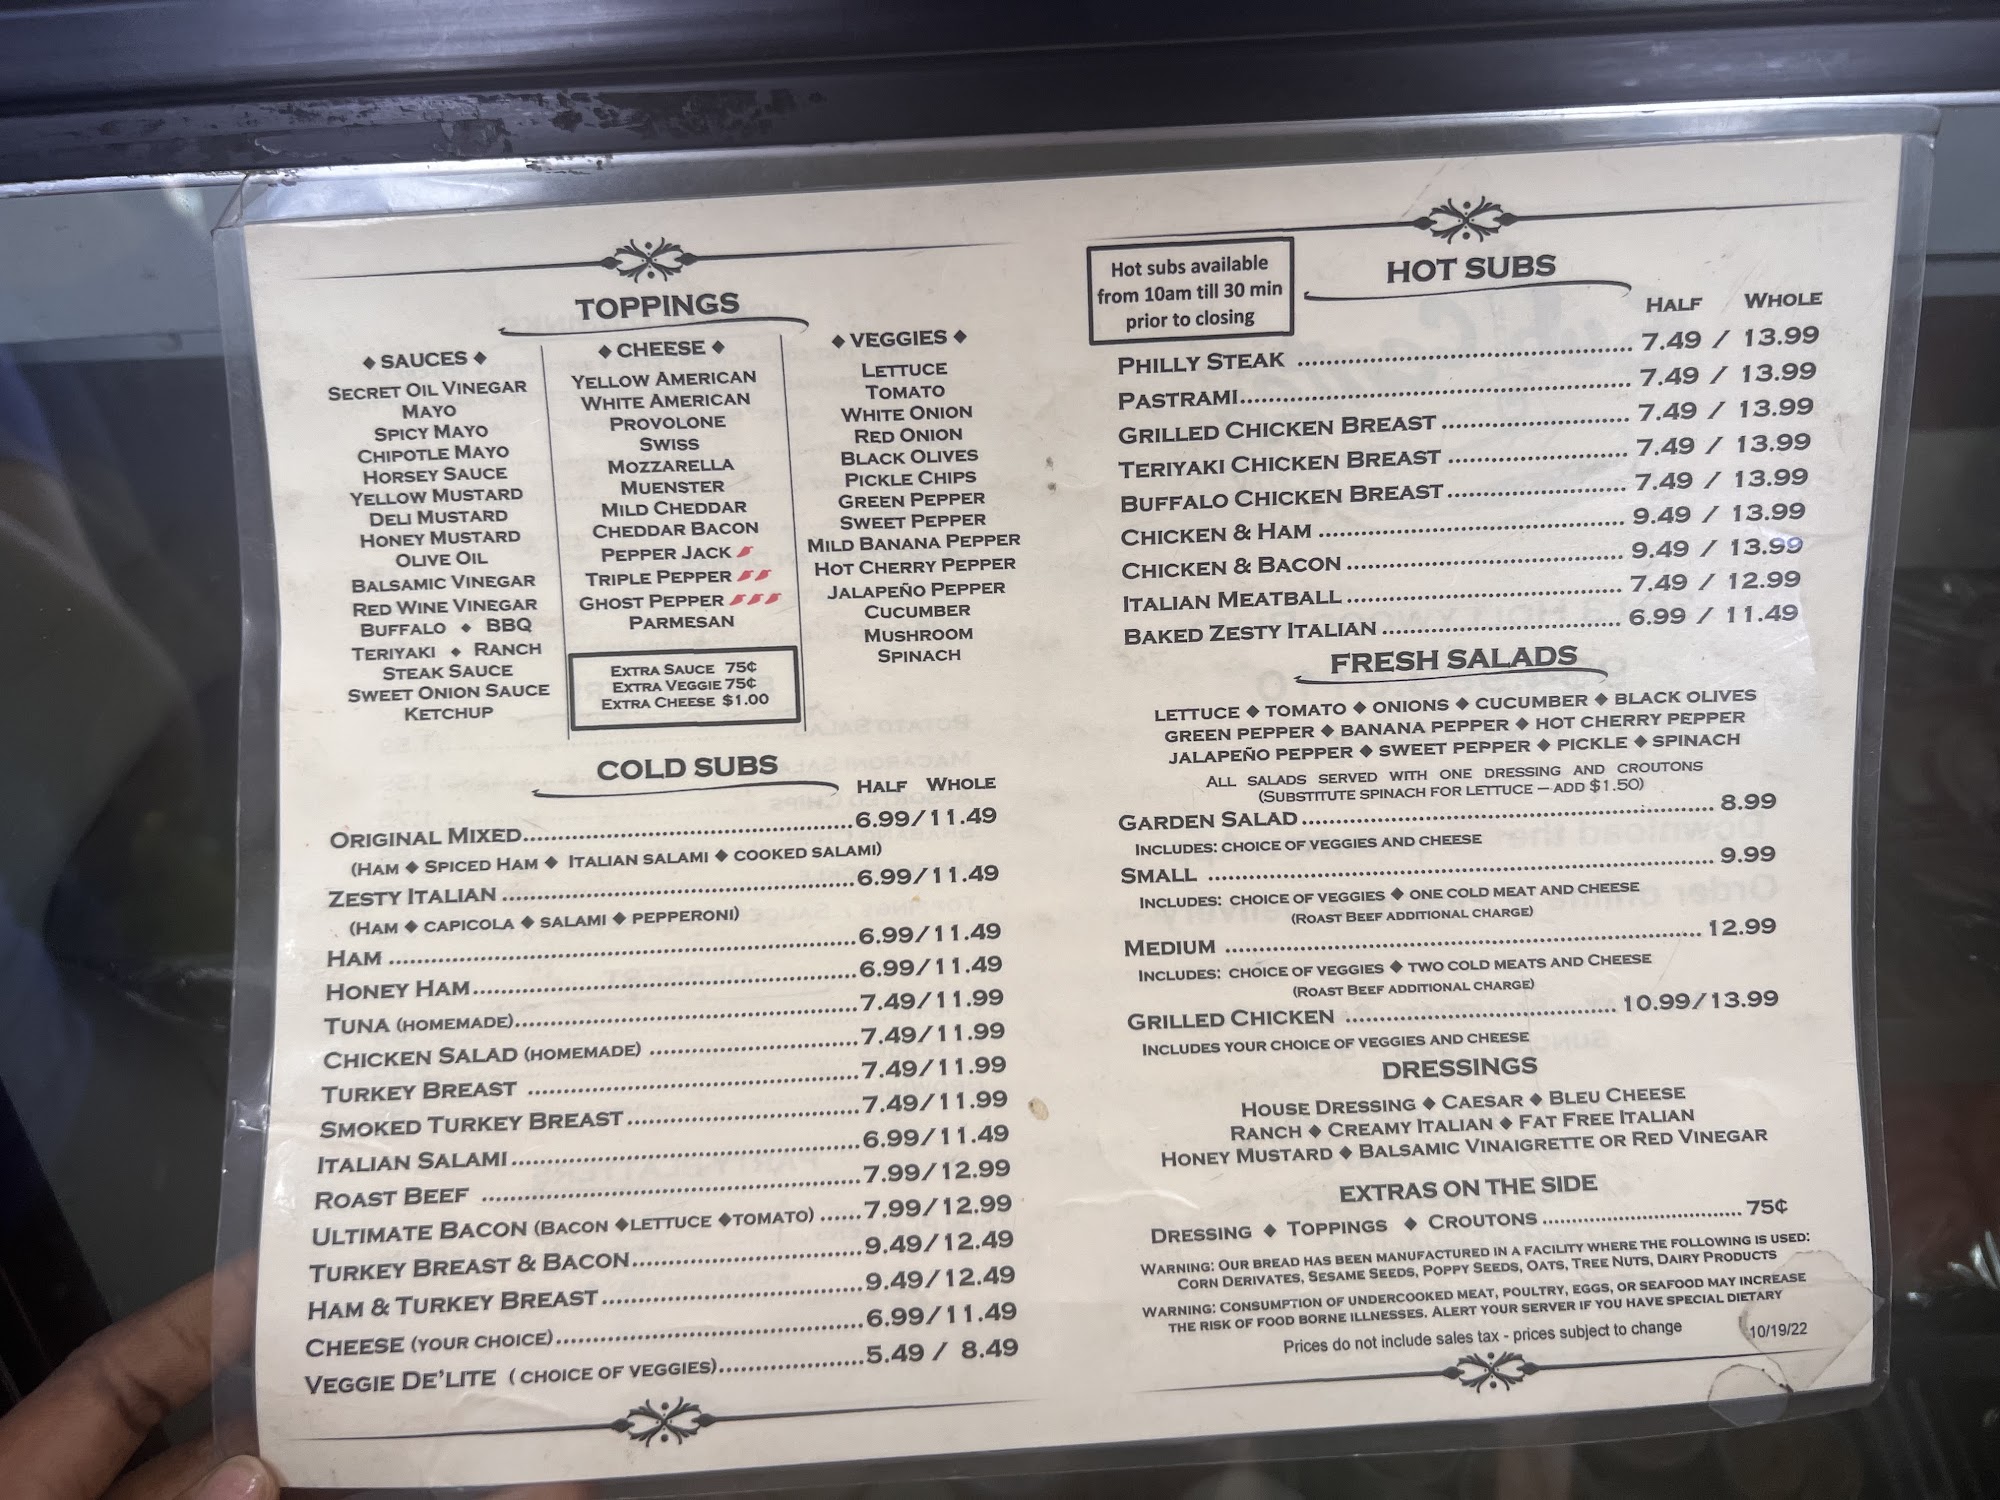 TOPPINGS
◆ SAUCES ◆
SECRET OIL VINEGAR
MAYO
SPICY MAYO
CHIPOTLE MAYO
HORSEY SAUCE
YELLOW MUSTARD
DELI MUSTARD
HONEY MUSTARD
OLIVE OIL
BALSAMIC VINEGAR
RED WINE VINEGAR
BUFFALO ◆ BBQ
TERIYAKI ◆ RANCH
STEAK SAUCE
SWEET ONION SAUCE
KETCHUP
◆ CHEESE ◆
YELLOW AMERICAN
WHITE AMERICAN
PROVOLONE
SWISS
MOZZARELLA
MUENSTER
MILD CHEDDAR
CHEDDAR BACON
PEPPER JACK
TRIPLE PEPPER
GHOST PEPPER
PARMESAN
EXTRA SAUCE 75¢
EXTRA VEGGIE 75¢
EXTRA CHEESE $1.00
◆ VEGGIES ◆
LETTUCE
TOMATO
WHITE ONION
RED ONION
BLACK OLIVES
PICKLE CHIPS
GREEN PEPPER
SWEET PEPPER
MILD BANANA PEPPER
HOT CHERRY PEPPER
JALAPEÑO PEPPER
CUCUMBER
MUSHROOM
SPINACH
COLD SUBS
HALF WHOLE
ORIGINAL MIXED 6.99/11.49
(HAM ◆ SPICED HAM ◆ ITALIAN SALAMI ◆ COOKED SALAMI)
ZESTY ITALIAN 6.99/11.49
(HAM ◆ CAPICOLA ◆ SALAMI ◆ PEPPERONI)
HAM 6.99/11.49
HONEY HAM 6.99/11.49
TUNA (HOMEMADE) 7.49/11.99
CHICKEN SALAD (HOMEMADE) 7.49/11.99
TURKEY BREAST 7.49/11.99
SMOKED TURKEY BREAST 7.49/11.99
ITALIAN SALAMI 6.99/11.49
ROAST BEEF 7.99/12.99
ULTIMATE BACON (BACON ◆LETTUCE ◆TOMATO) 7.99/12.99
TURKEY BREAST & BACON 9.49/12.49
HAM & TURKEY BREAST 9.49/12.49
CHEESE (YOUR CHOICE) 6.99/11.49
VEGGIE DE'LITE ( CHOICE OF VEGGIES) 5.49 / 8.49
Hot subs available
from 10am till 30 min
prior to closing
HOT SUBS
HALF WHOLE
PHILLY STEAK 7.49 / 13.99
PASTRAMI 7.49 / 13.99
GRILLED CHICKEN BREAST 7.49 / 13.99
TERIYAKI CHICKEN BREAST 7.49 / 13.99
BUFFALO CHICKEN BREAST 7.49 / 13.99
CHICKEN & HAM 9.49 / 13.99
CHICKEN & BACON 9.49 / 13.99
ITALIAN MEATBALL 7.49 / 12.99
BAKED ZESTY ITALIAN 6.99 / 11.49
FRESH SALADS
LETTUCE ◆ TOMATO ◆ ONIONS ◆ CUCUMBER ◆ BLACK OLIVES
GREEN PEPPER ◆ BANANA PEPPER ◆ HOT CHERRY PEPPER
JALAPEÑO PEPPER ◆ SWEET PEPPER ◆ PICKLE ◆ SPINACH
ALL SALADS SERVED WITH ONE DRESSING AND CROUTONS
(SUBSTITUTE SPINACH FOR LETTUCE – ADD $1.50)
GARDEN SALAD 8.99
INCLUDES: CHOICE OF VEGGIES AND CHEESE
SMALL 9.99
INCLUDES: CHOICE OF VEGGIES ◆ ONE COLD MEAT AND CHEESE
(ROAST BEEF ADDITIONAL CHARGE)
MEDIUM 12.99
INCLUDES: CHOICE OF VEGGIES ◆ TWO COLD MEATS AND CHEESE
(ROAST BEEF ADDITIONAL CHARGE)
GRILLED CHICKEN 10.99/13.99
INCLUDES YOUR CHOICE OF VEGGIES AND CHEESE
DRESSINGS
HOUSE DRESSING ◆ CAESAR ◆ BLEU CHEESE
RANCH ◆ CREAMY ITALIAN ◆ FAT FREE ITALIAN
HONEY MUSTARD ◆ BALSAMIC VINAIGRETTE OR RED VINEGAR
EXTRAS ON THE SIDE
DRESSING ◆ TOPPINGS ◆ CROUTONS 75¢
WARNING: OUR BREAD HAS BEEN MANUFACTURED IN A FACILITY WHERE THE FOLLOWING IS USED:
CORN DERIVATES, SESAME SEEDS, POPPY SEEDS, OATS, TREE NUTS, DAIRY PRODUCTS
WARNING: CONSUMPTION OF UNDERCOOKED MEAT, POULTRY, EGGS, OR SEAFOOD MAY INCREASE
THE RISK OF FOOD BORNE ILLNESSES. ALERT YOUR SERVER IF YOU HAVE SPECIAL DIETARY
Prices do not include sales tax - prices subject to change
10/19/22